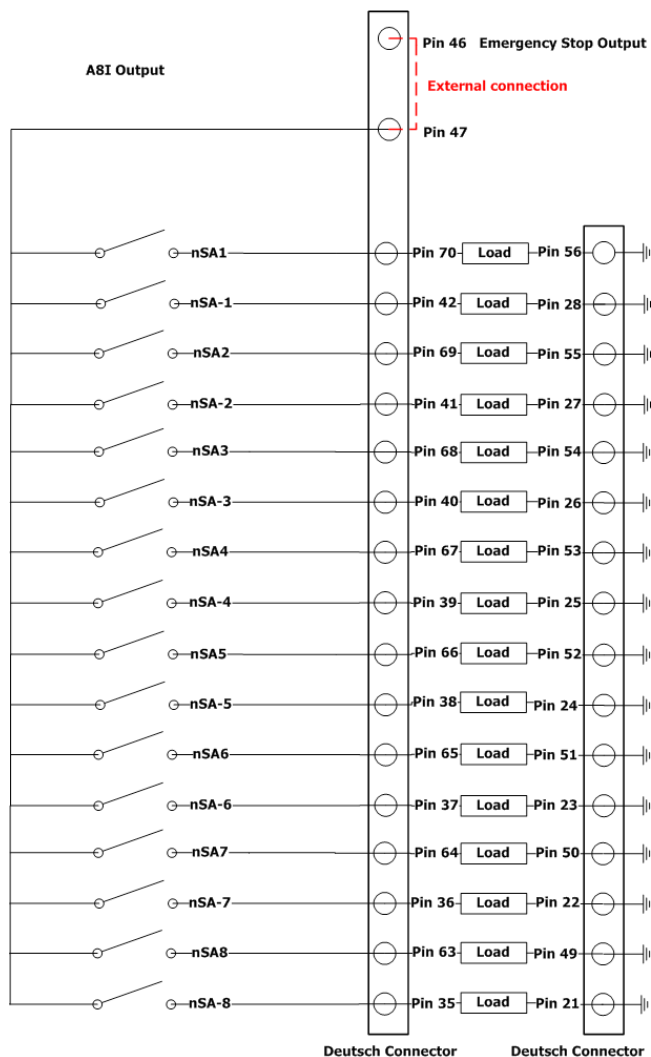 Pin 46 Emergency Stop Output
A8I Output
External connection
Pin 47
nSA1 Pin 70 Load Pin 56
nSA-1 Pin 42 Load Pin 28
nSA2 Pin 69 Load Pin 55
nSA-2 Pin 41 Load Pin 27
nSA3 Pin 68 Load Pin 54
nSA-3 Pin 40 Load Pin 26
nSA4 Pin 67 Load Pin 53
nSA-4 Pin 39 Load Pin 25
nSA5 Pin 66 Load Pin 52
nSA-5 Pin 38 Load Pin 24
nSA6 Pin 65 Load Pin 51
nSA-6 Pin 37 Load Pin 23
nSA7 Pin 64 Load Pin 50
nSA-7 Pin 36 Load Pin 22
nSA8 Pin 63 Load Pin 49
nSA-8 Pin 35 Load Pin 21
Deutsch Connector Deutsch Connector